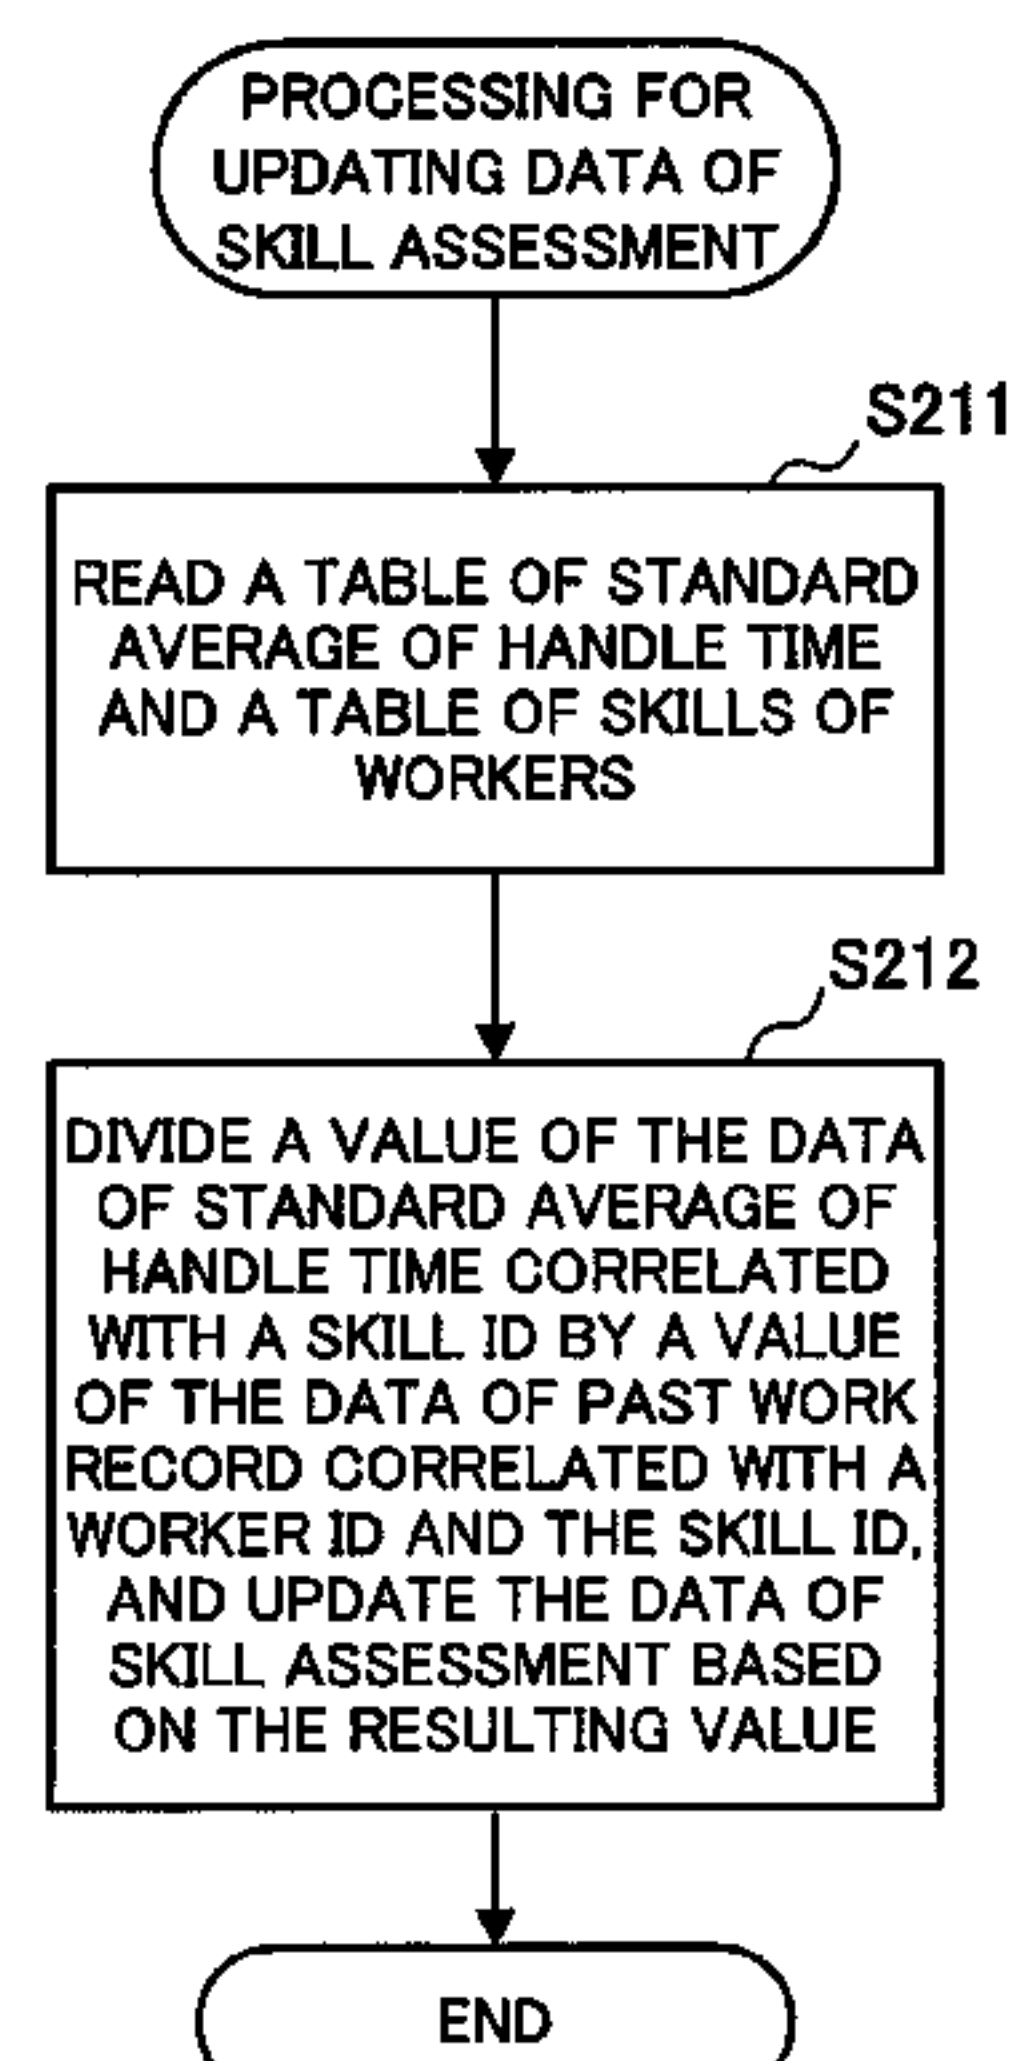 PROCESSING FOR
UPDATING DATA OF
SKILL ASSESSMENT
S211
READ A TABLE OF STANDARD
AVERAGE OF HANDLE TIME
AND A TABLE OF SKILLS OF
WORKERS
S212
DIVIDE A VALUE OF THE DATA
OF STANDARD AVERAGE OF
HANDLE TIME CORRELATED
WITH A SKILL ID BY A VALUE
OF THE DATA OF PAST WORK
RECORD CORRELATED WITH A
WORKER ID AND THE SKILL ID,
AND UPDATE THE DATA OF
SKILL ASSESSMENT BASED
ON THE RESULTING VALUE
END